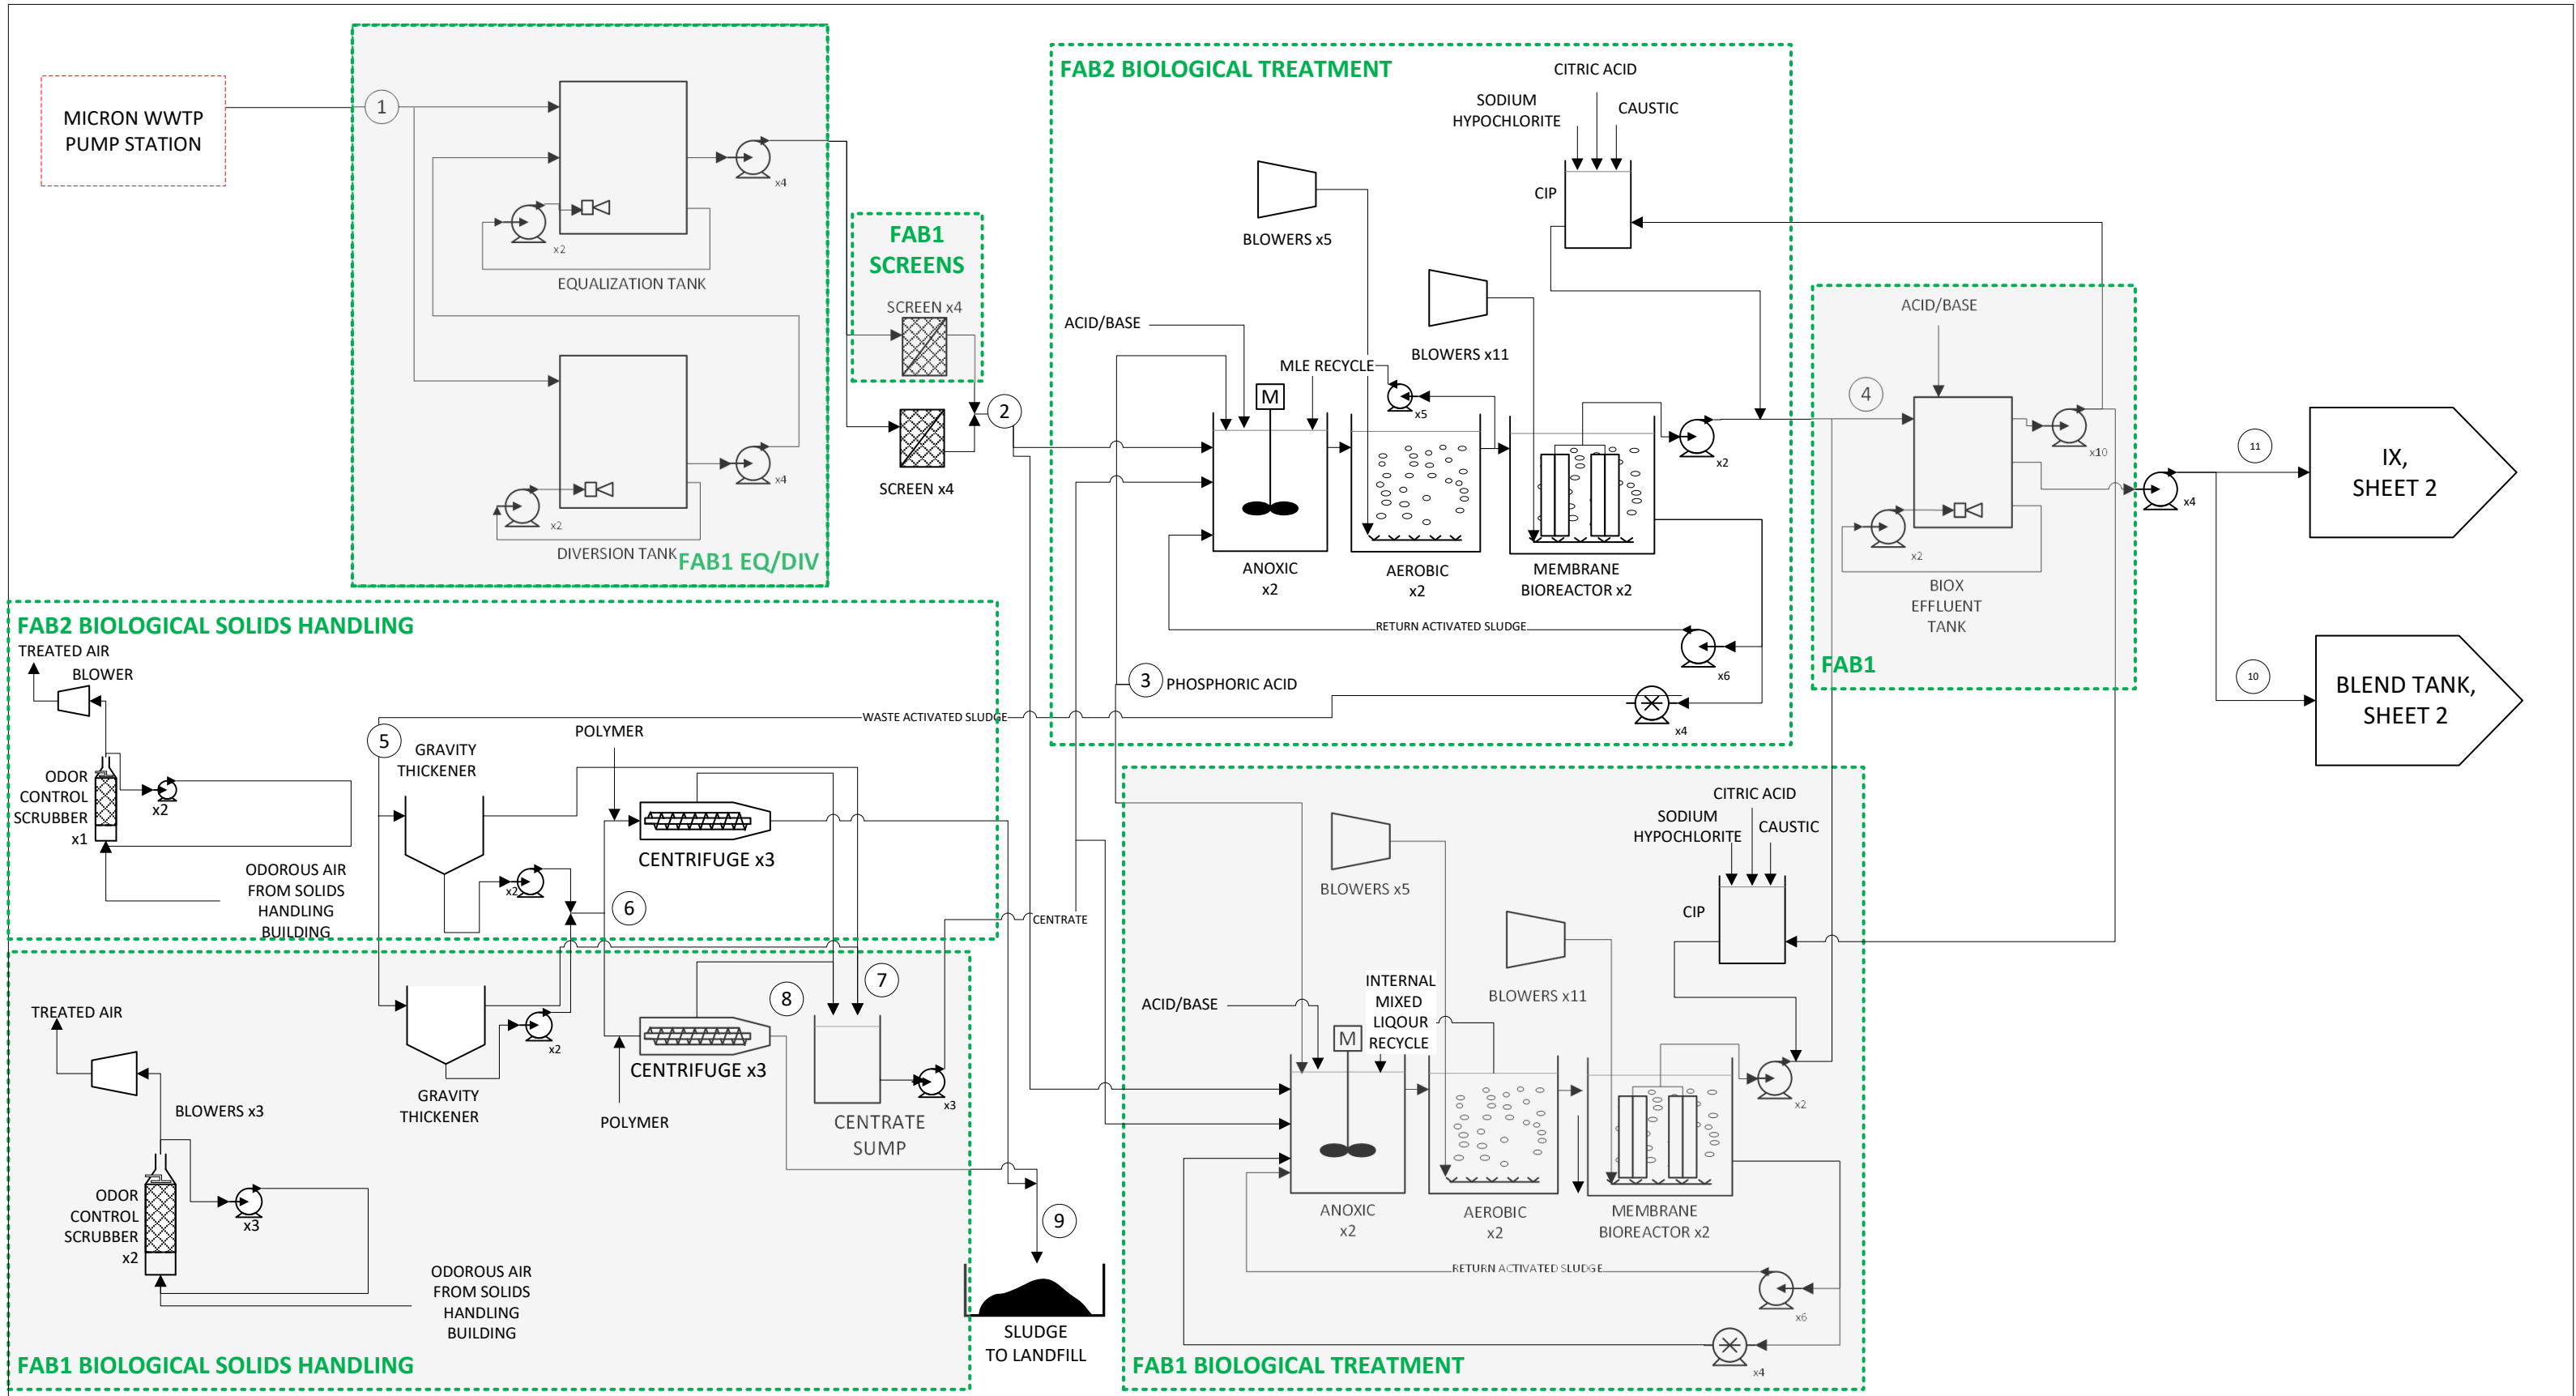 MICRON WWTP
PUMP STATION
1
x4
x2
EQUALIZATION TANK
x4
x2
DIVERSION TANK
FAB1 EQ/DIV
FAB1
SCREENS
SCREEN x4
SCREEN x4
2
FAB2 BIOLOGICAL TREATMENT
CITRIC ACID
SODIUM
HYPOCHLORITE
CAUSTIC
CIP
BLOWERS x5
BLOWERS x11
ACID/BASE
MLE RECYCLE
M
x5
x2
ANOXIC
x2
AEROBIC
x2
MEMBRANE
BIOREACTOR x2
RETURN ACTIVATED SLUDGE
x6
3
PHOSPHORIC ACID
x4
ACID/BASE
4
x10
x2
BIOX
EFFLUENT
TANK
FAB1
x4
11
IX,
SHEET 2
10
BLEND TANK,
SHEET 2
FAB2 BIOLOGICAL SOLIDS HANDLING
TREATED AIR
BLOWER
ODOR
CONTROL
SCRUBBER
x1
x2
ODOROUS AIR
FROM SOLIDS
HANDLING
BUILDING
WASTE ACTIVATED SLUDGE
5
GRAVITY
THICKENER
POLYMER
CENTRIFUGE x3
x2
6
CENTRATE
FAB1 BIOLOGICAL SOLIDS HANDLING
TREATED AIR
BLOWERS x3
ODOR
CONTROL
SCRUBBER
x2
x3
ODOROUS AIR
FROM SOLIDS
HANDLING
BUILDING
GRAVITY
THICKENER
x2
8
7
CENTRIFUGE x3
POLYMER
CENTRATE
SUMP
x3
9
SLUDGE
TO LANDFILL
CITRIC ACID
SODIUM
HYPOCHLORITE
CAUSTIC
CIP
BLOWERS x5
BLOWERS x11
ACID/BASE
INTERNAL
MIXED
LIQOUR
RECYCLE
M
x2
ANOXIC
x2
AEROBIC
x2
MEMBRANE
BIOREACTOR x2
RETURN ACTIVATED SLUDGE
x6
x4
FAB1 BIOLOGICAL TREATMENT